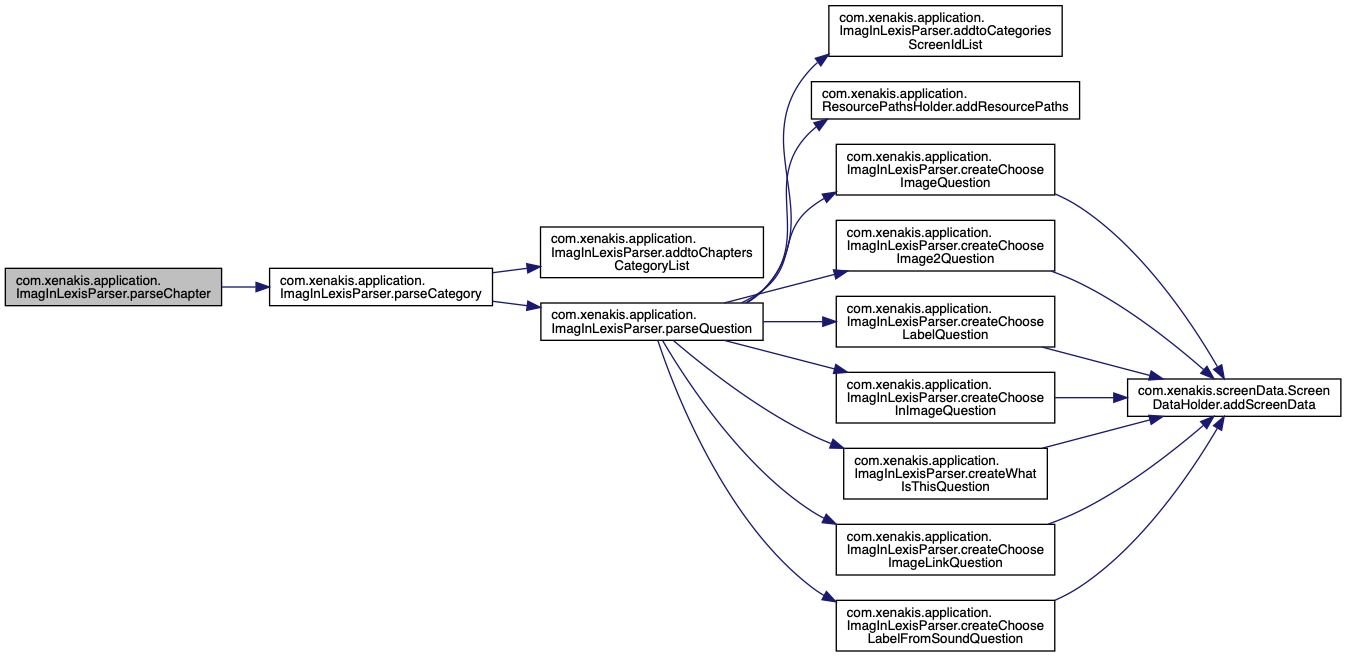 com.xenakis.application.
ImagInLexisParser.parseChapter
com.xenakis.application.
ImagInLexisParser.parseCategory
com.xenakis.application.
ImagInLexisParser.addtoChapters
CategoryList
com.xenakis.application.
ImagInLexisParser.parseQuestion
com.xenakis.application.
ImagInLexisParser.addtoCategories
ScreenIdList
com.xenakis.application.
ResourcePathsHolder.addResourcePaths
com.xenakis.application.
ImagInLexisParser.createChoose
ImageQuestion
com.xenakis.application.
ImagInLexisParser.createChoose
Image2Question
com.xenakis.application.
ImagInLexisParser.createChoose
LabelQuestion
com.xenakis.application.
ImagInLexisParser.createChoose
InImageQuestion
com.xenakis.application.
ImagInLexisParser.createWhat
IsThisQuestion
com.xenakis.application.
ImagInLexisParser.createChoose
ImageLinkQuestion
com.xenakis.application.
ImagInLexisParser.createChoose
LabelFromSoundQuestion
com.xenakis.screenData.Screen
DataHolder.addScreenData